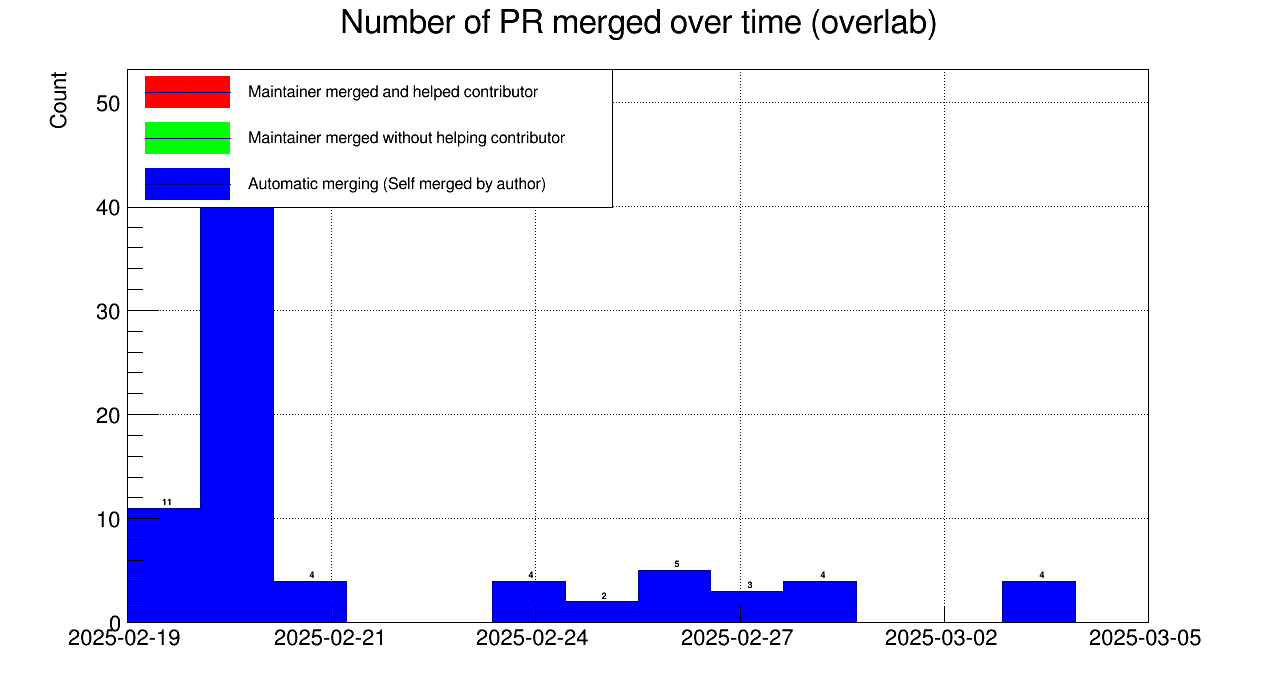 Number of PR merged over time (overlab)
Count
Maintainer merged and helped contributor
Maintainer merged without helping contributor
Automatic merging (Self merged by author)
50
40
30
20
10
0
11
4
4
2
5
3
4
4
2025-02-19 2025-02-21 2025-02-24 2025-02-27 2025-03-02 2025-03-05